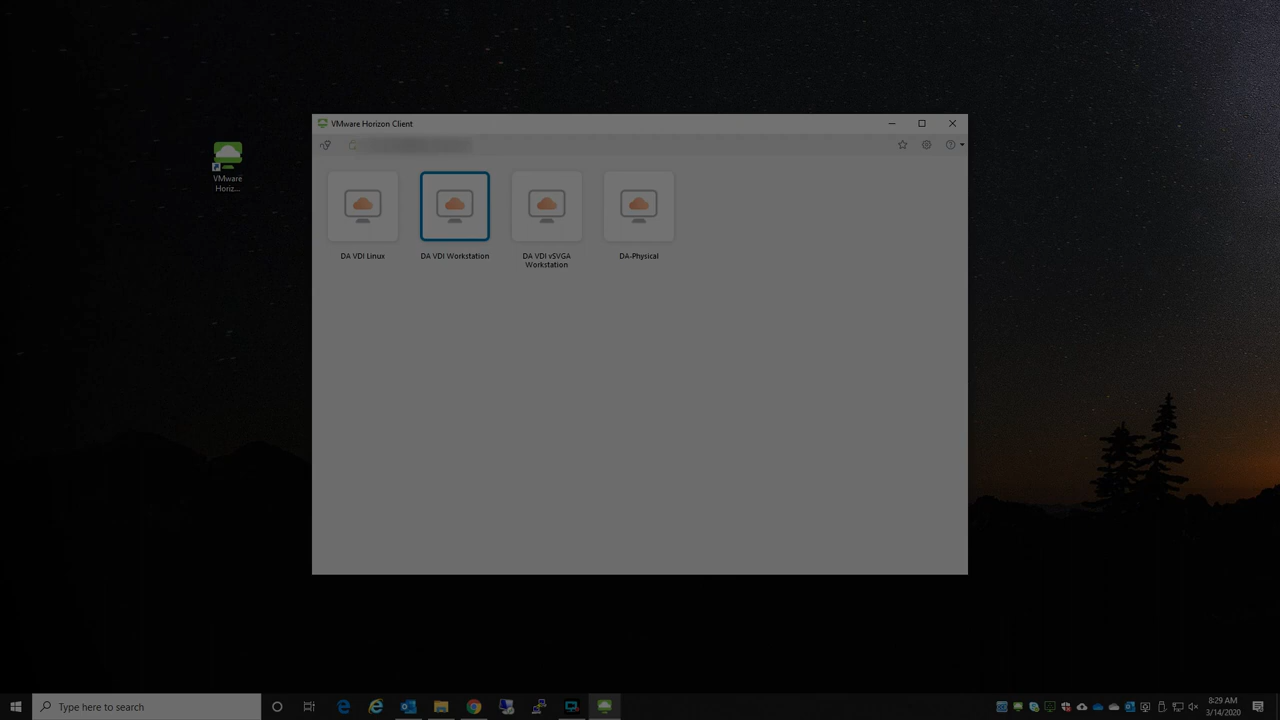 VMware Horizon Client
VMware
Horiz...
DA VDI Linux
DA VDI Workstation
DA VDI vSVGA
Workstation
DA-Physical
Type here to search
8:29 AM
3/14/2020